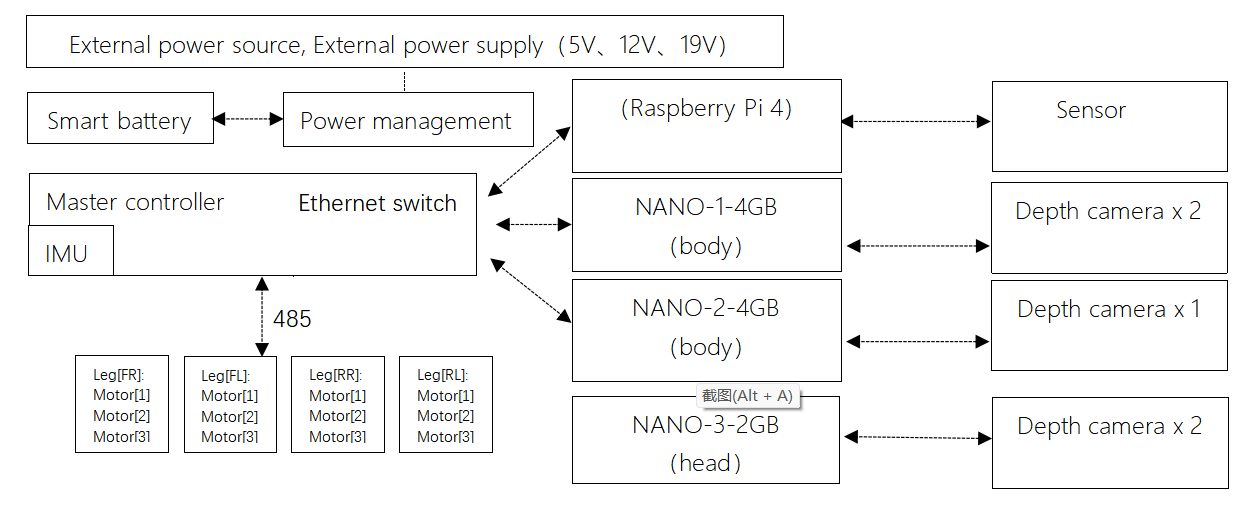 External power source, External power supply（5V、12V、19V）
Smart battery
Power management
(Raspberry Pi 4)
Sensor
Master controller
Ethernet switch
IMU
NANO-1-4GB
（body）
Depth camera x 2
NANO-2-4GB
（body）
Depth camera x 1
485
Leg[FR]:
Motor[1]
Motor[2]
Motor[3]
Leg[FL]:
Motor[1]
Motor[2]
Motor[3]
Leg[RR]:
Motor[1]
Motor[2]
Motor[3]
Leg[RL]:
Motor[1]
Motor[2]
Motor[3]
截图(Alt + A)
NANO-3-2GB
（head）
Depth camera x 2